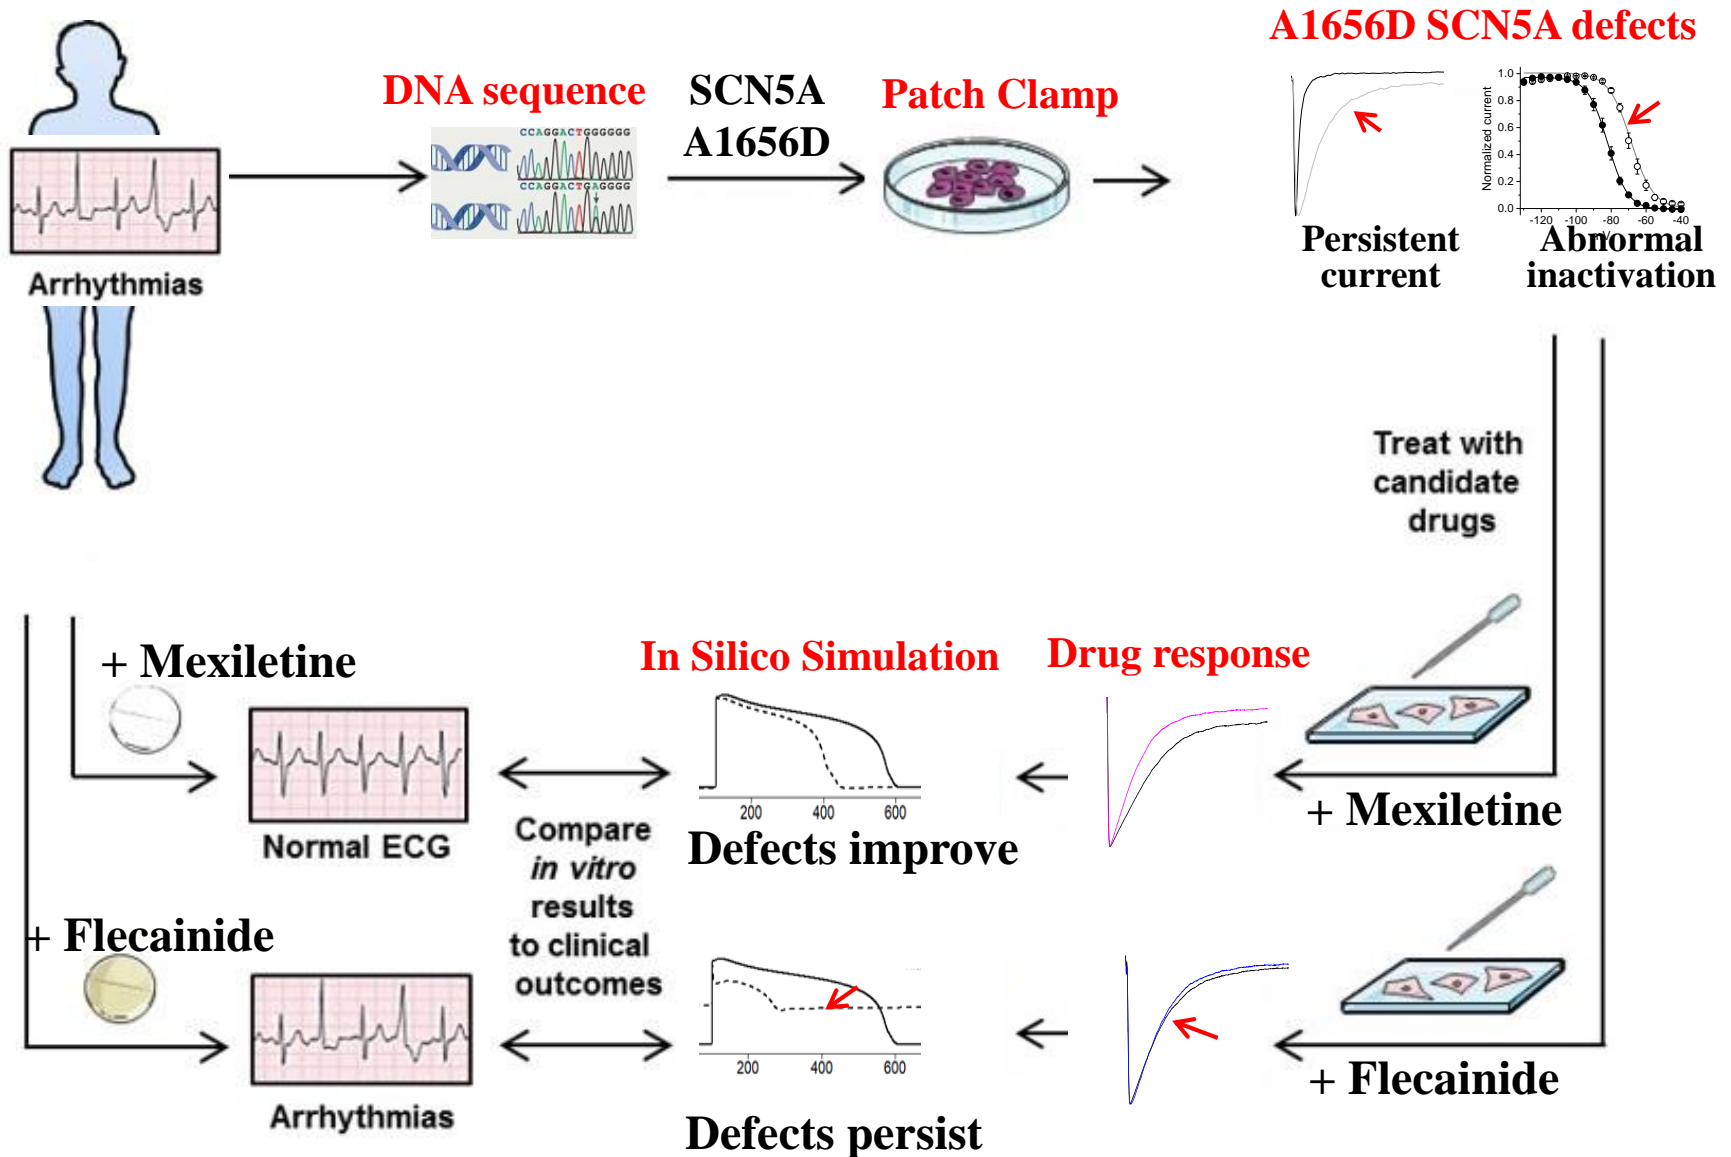 A1656D SCN5A defects
DNA sequence
SCN5A
A1656D
Patch Clamp
CCAGGACTGGGGGG
CCAGGACTGAGGGG
Normalized current
1.0
0.8
0.6
0.4
0.2
0.0
-120 -100 -80 -60 -40
Persistent
current
Abnormal
inactivation
Arrhythmias
Treat with
candidate
drugs
+ Mexiletine
In Silico Simulation
Drug response
200 400 600
Normal ECG
Defects improve
+ Mexiletine
Compare
in vitro
results
to clinical
outcomes
+ Flecainide
200 400 600
Arrhythmias
Defects persist
+ Flecainide